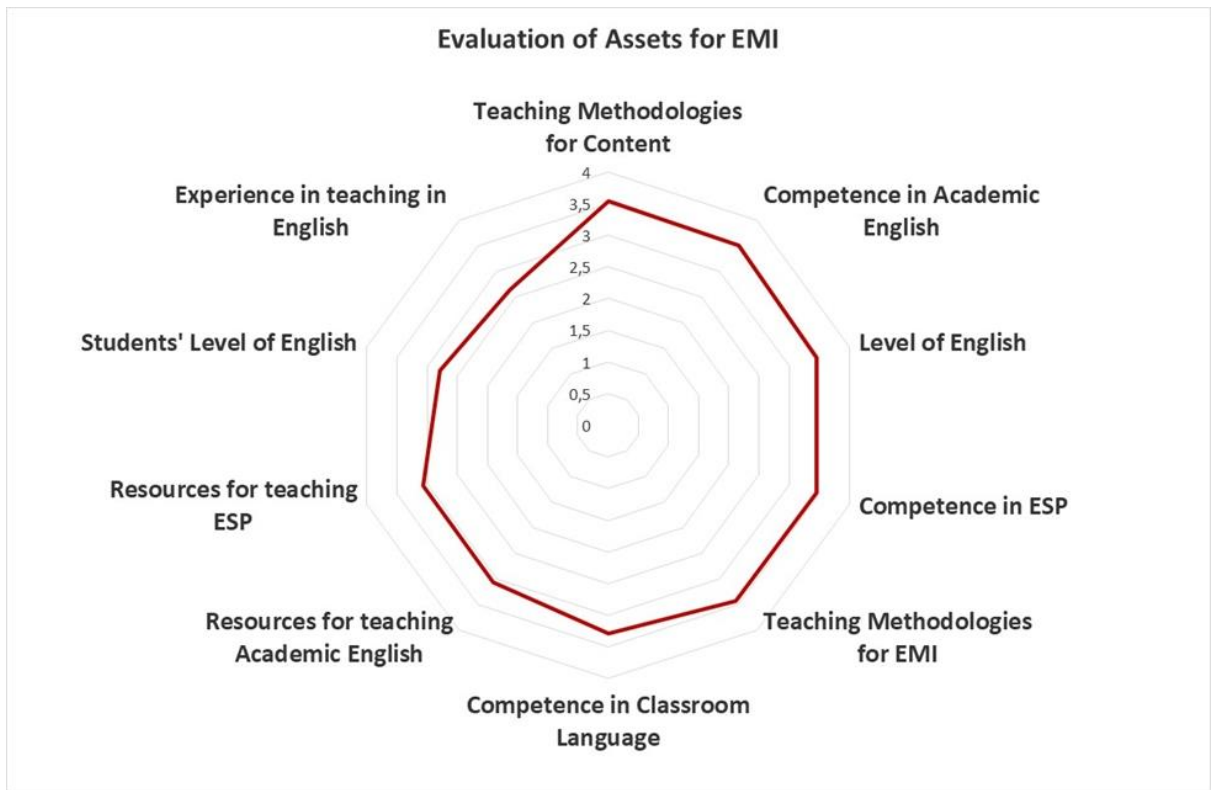 Evaluation of Assets for EMI
Teaching Methodologies
for Content
Competence in Academic
English
Level of English
Competence in ESP
Teaching Methodologies
for EMI
Competence in Classroom
Language
Resources for teaching
Academic English
Resources for teaching
ESP
Students' Level of English
Experience in teaching in
English
4
3,5
3
2,5
2
1,5
1
0,5
0